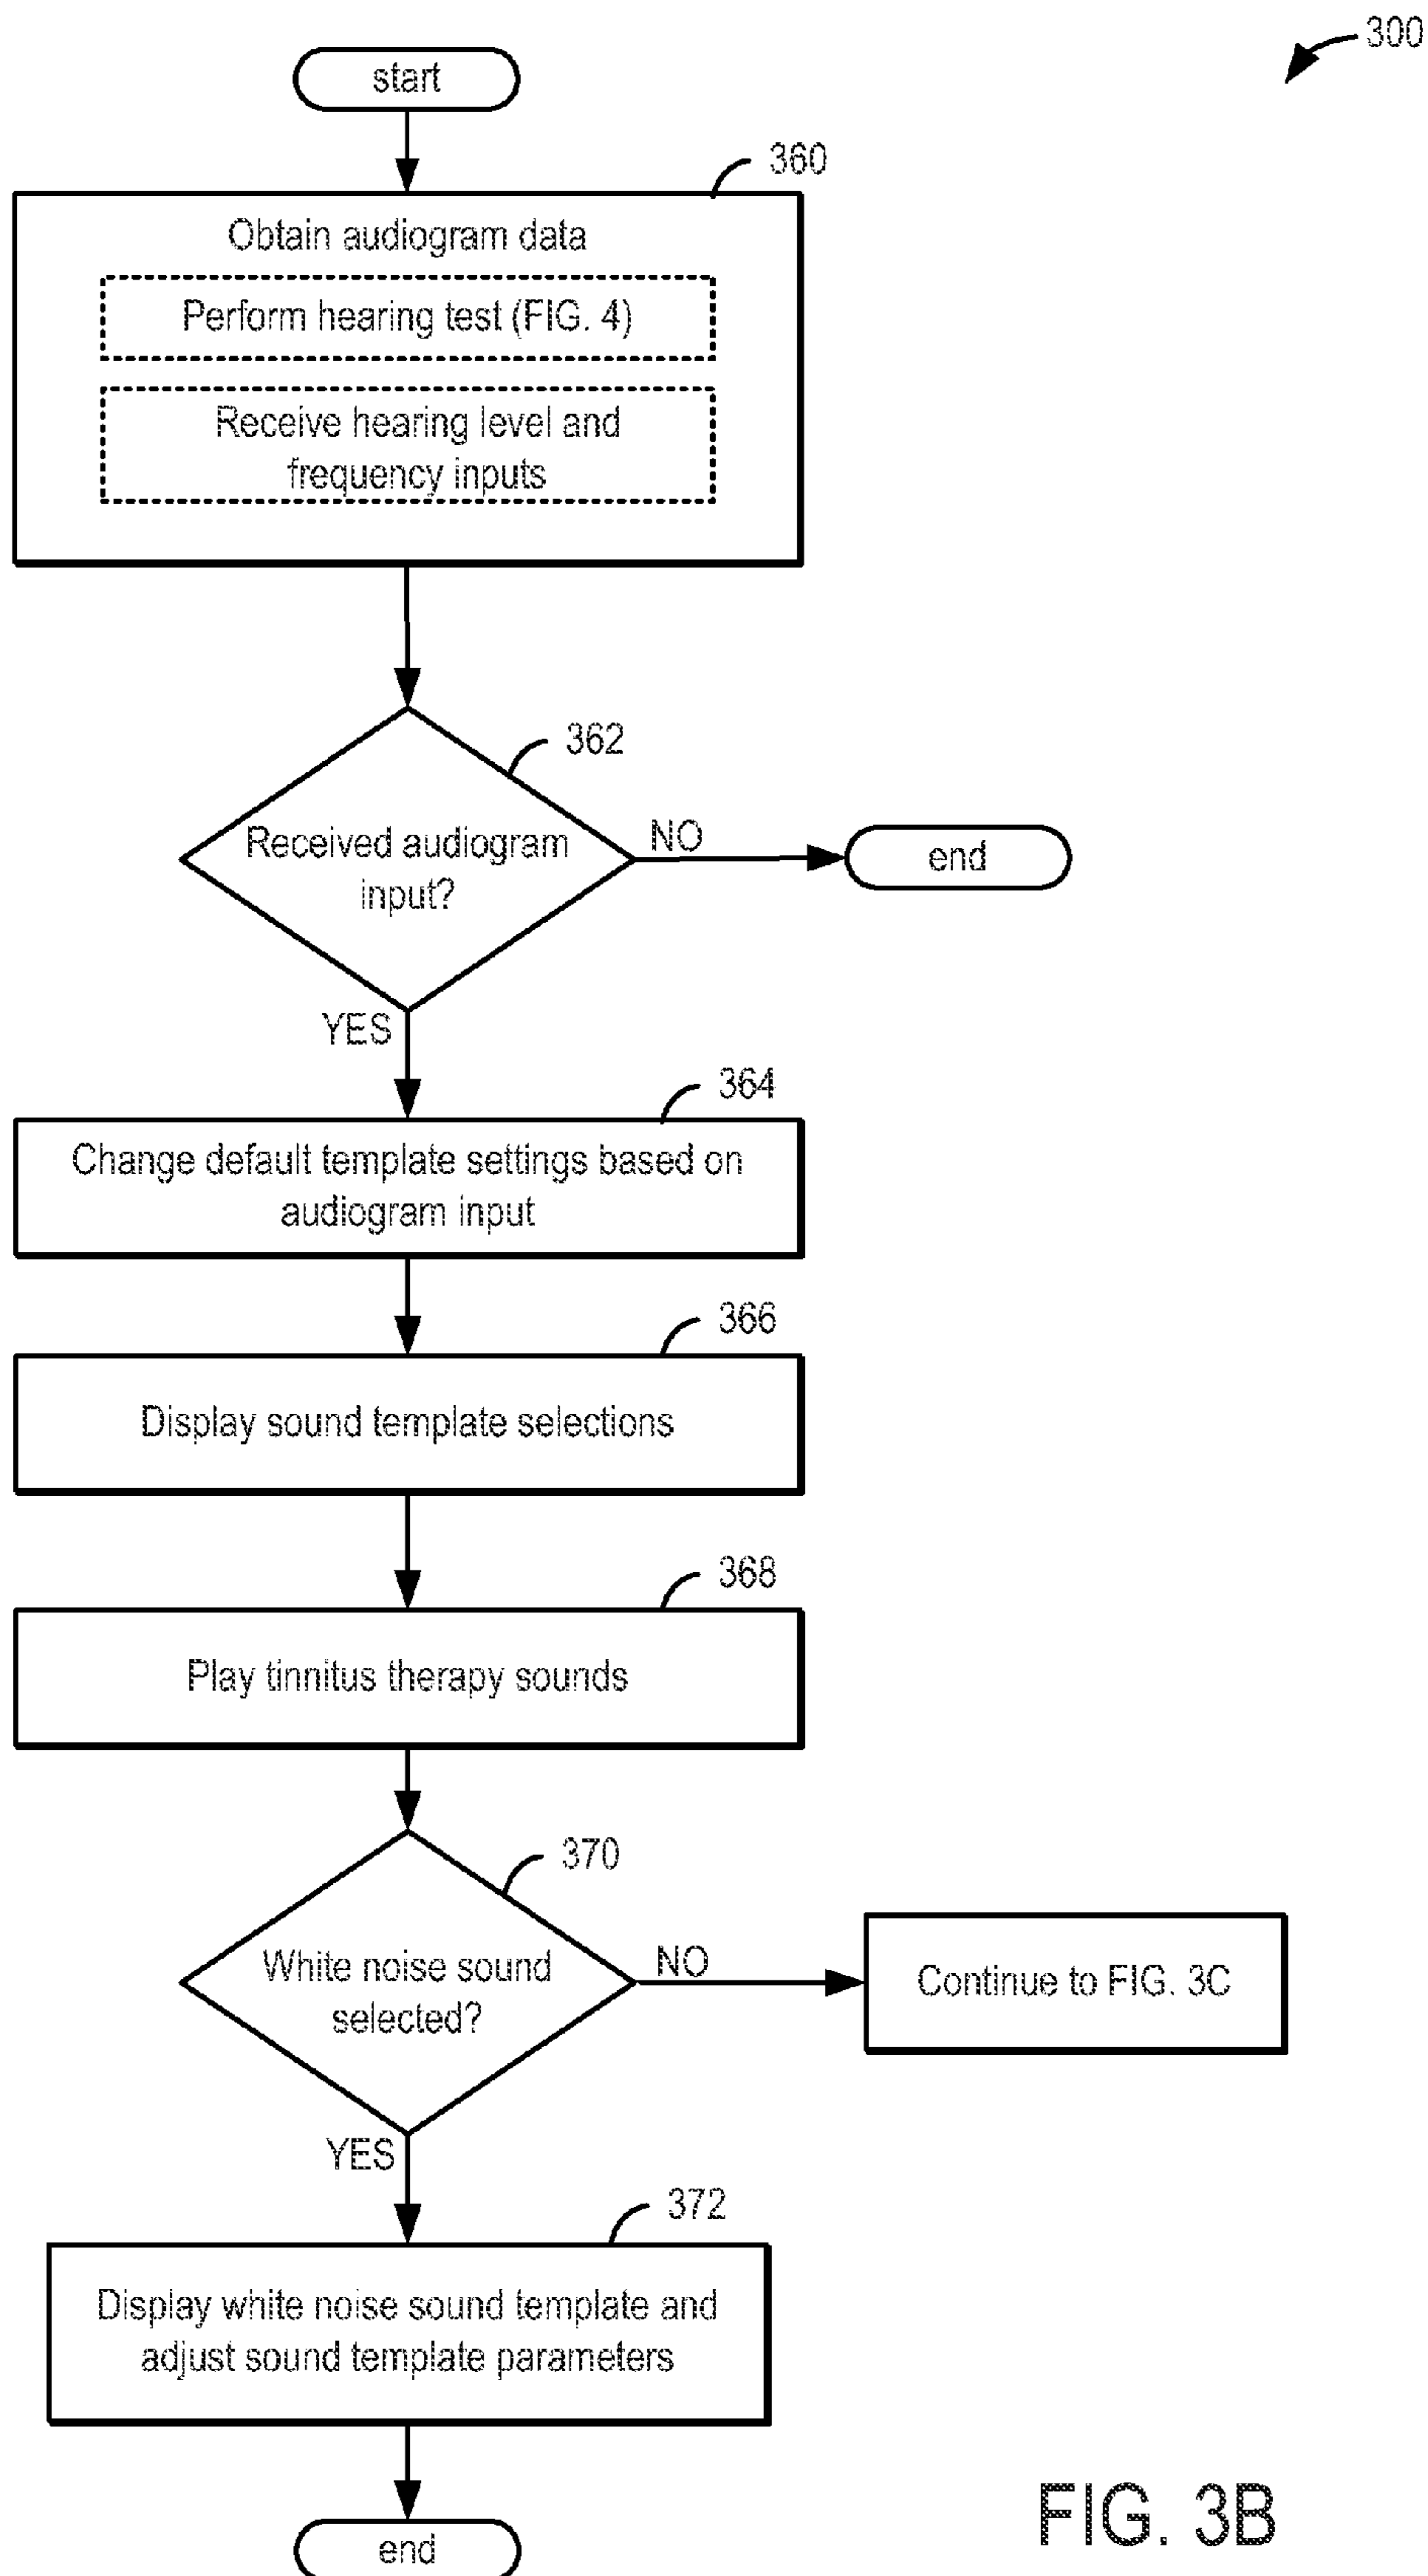 300
start
360
Obtain audiogram data
Perform hearing test (FIG. 4)
Receive hearing level and
frequency inputs
362
Received audiogram
input?
NO
end
YES
364
Change default template settings based on
audiogram input
366
Display sound template selections
368
Play tinnitus therapy sounds
370
White noise sound
selected?
NO
Continue to FIG. 3C
YES
372
Display white noise sound template and
adjust sound template parameters
end
FIG. 3B